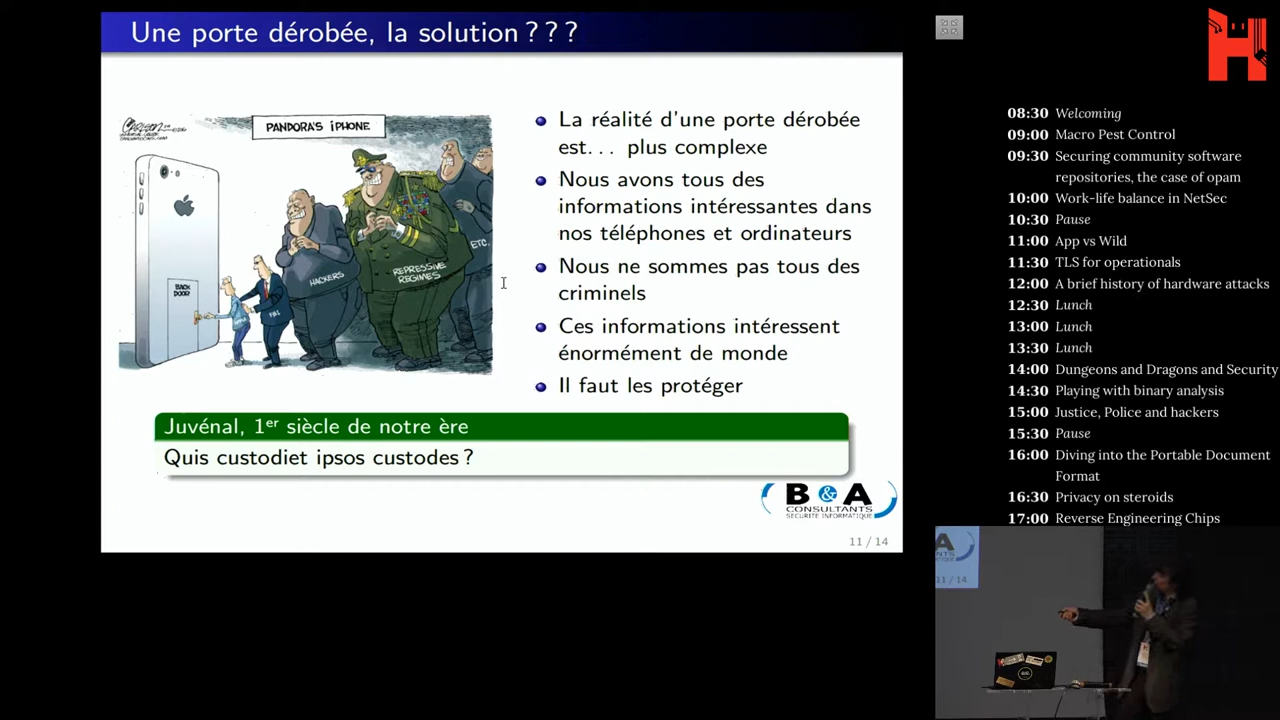 Une porte dérobée, la solution ? ? ?
PANDORA'S iPHONE
BACK
DOOR
FBI
HACKERS
REPRESSIVE
REGIMES
ETC.
La réalité d'une porte dérobée
est. . . plus complexe
Nous avons tous des
informations intéressantes dans
nos téléphones et ordinateurs
Nous ne sommes pas tous des
criminels
Ces informations intéressent
énormément de monde
Il faut les protéger
Juvénal, 1er siècle de notre ère
Quis custodiet ipsos custodes ?
B & A
CONSULTANTS
SECURITE INFORMATIQUE
11 / 14
08:30 Welcoming
09:00 Macro Pest Control
09:30 Securing community software
repositories, the case of opam
10:00 Work-life balance in NetSec
10:30 Pause
11:00 App vs Wild
11:30 TLS for operationals
12:00 A brief history of hardware attacks
12:30 Lunch
13:00 Lunch
13:30 Lunch
14:00 Dungeons and Dragons and Security
14:30 Playing with binary analysis
15:00 Justice, Police and hackers
15:30 Pause
16:00 Diving into the Portable Document
Format
16:30 Privacy on steroids
17:00 Reverse Engineering Chips
A
11 / 14